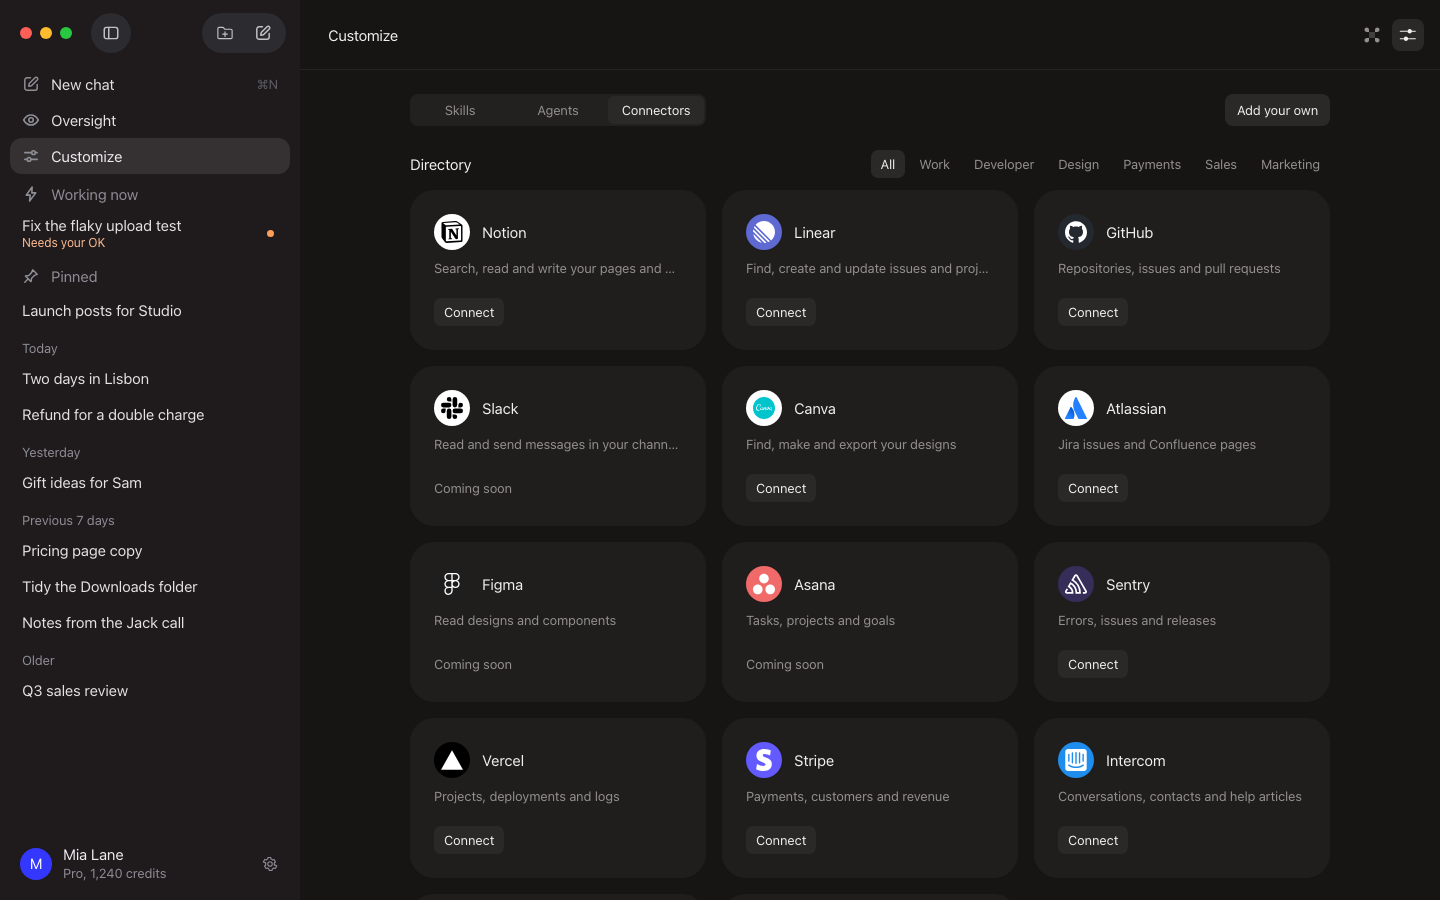 New chat
⌘N
Oversight
Customize
Working now
Fix the flaky upload test
Needs your OK
Pinned
Launch posts for Studio
Today
Two days in Lisbon
Refund for a double charge
Yesterday
Gift ideas for Sam
Previous 7 days
Pricing page copy
Tidy the Downloads folder
Notes from the Jack call
Older
Q3 sales review
M
Mia Lane
Pro, 1,240 credits
Customize
Skills Agents Connectors
Add your own
Directory
All Work Developer Design Payments Sales Marketing
Notion
Search, read and write your pages and ...
Connect
Linear
Find, create and update issues and proj...
Connect
GitHub
Repositories, issues and pull requests
Connect
Slack
Read and send messages in your chann...
Coming soon
Canva
Canva
Find, make and export your designs
Connect
Atlassian
Jira issues and Confluence pages
Connect
Figma
Read designs and components
Coming soon
Asana
Tasks, projects and goals
Coming soon
Sentry
Errors, issues and releases
Connect
Vercel
Projects, deployments and logs
Connect
Stripe
Payments, customers and revenue
Connect
Intercom
Conversations, contacts and help articles
Connect